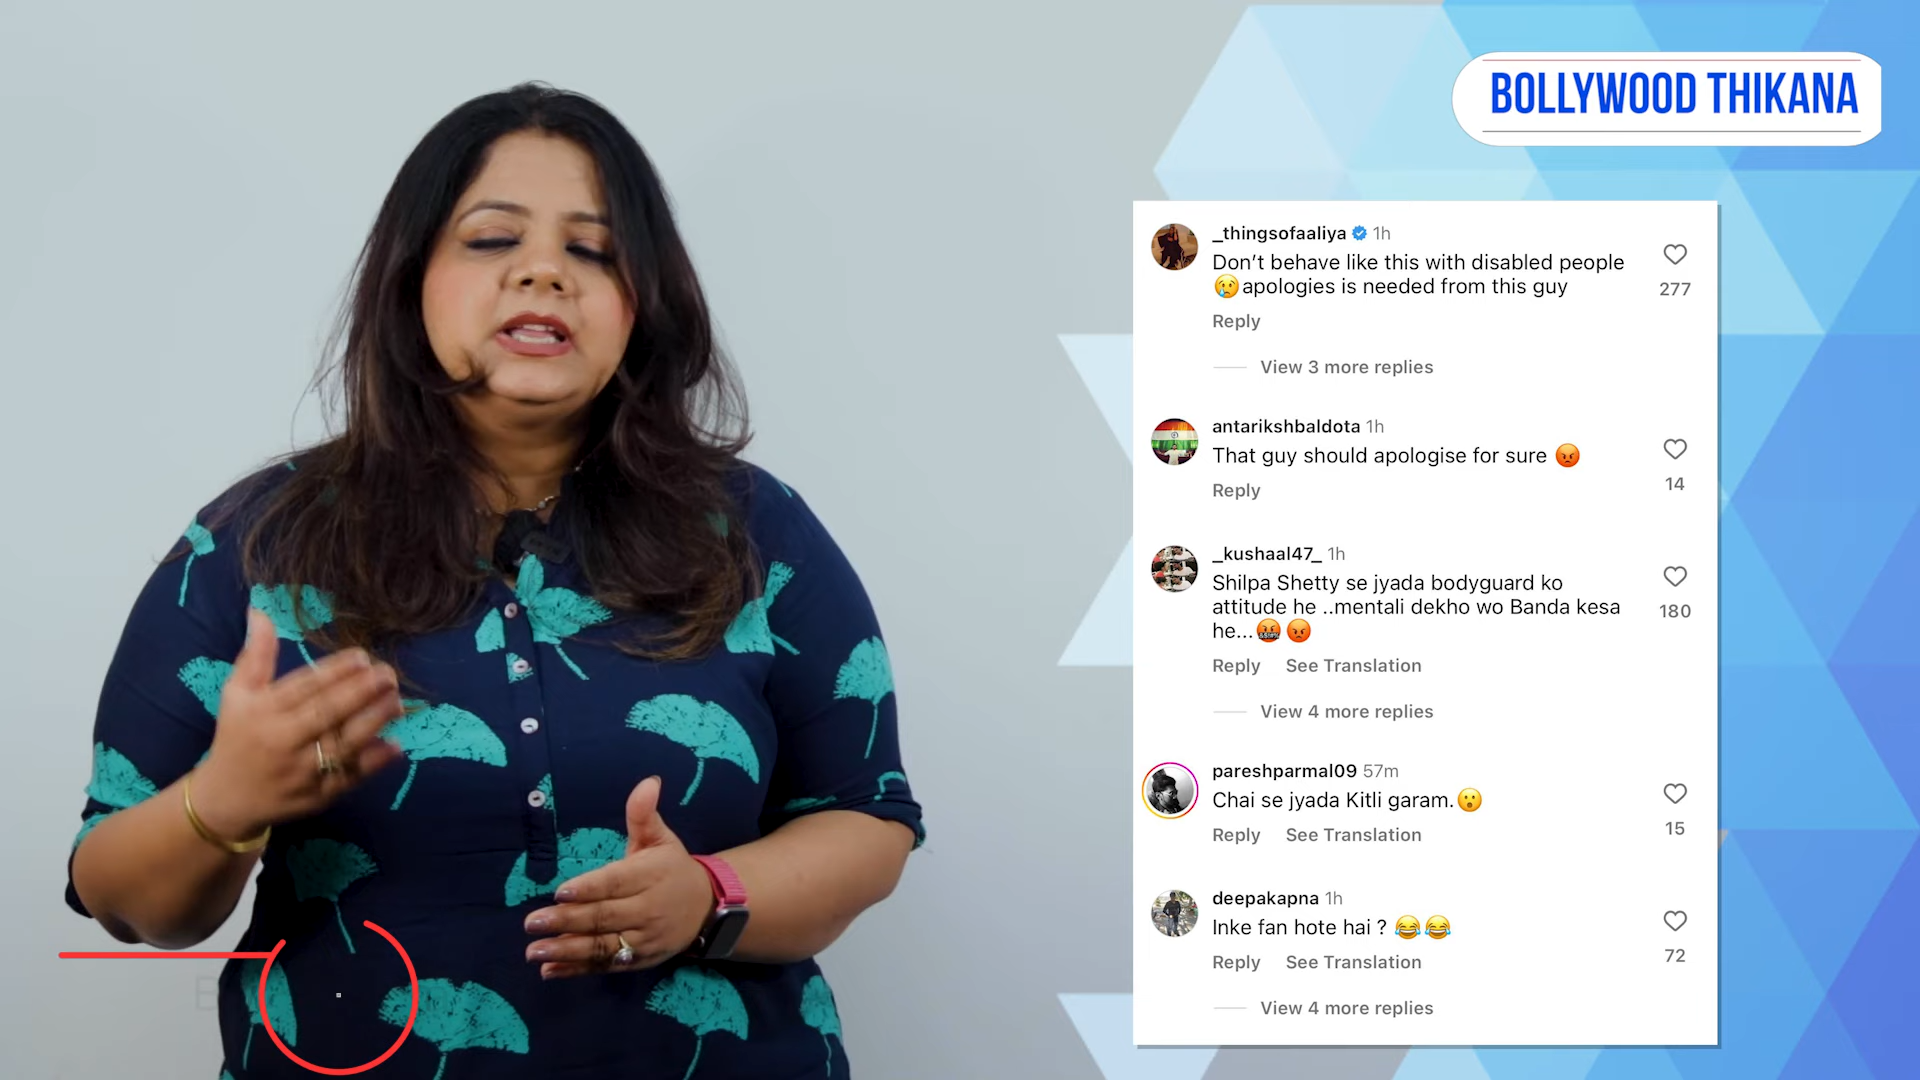 BOLLYWOOD THIKANA
_thingsofaaliya 1h
Don’t behave like this with disabled people
😢apologies is needed from this guy
277
Reply
View 3 more replies
antarikshbaldota 1h
That guy should apologise for sure 😡
14
Reply
_kushaal47_ 1h
Shilpa Shetty se jyada bodyguard ko
attitude he ..mentali dekho wo Banda kesa
he...🤬😡
180
Reply See Translation
View 4 more replies
pareshparmal09 57m
Chai se jyada Kitli garam.😮
15
Reply See Translation
deepakapna 1h
Inke fan hote hai ? 😂😂
72
Reply See Translation
View 4 more replies